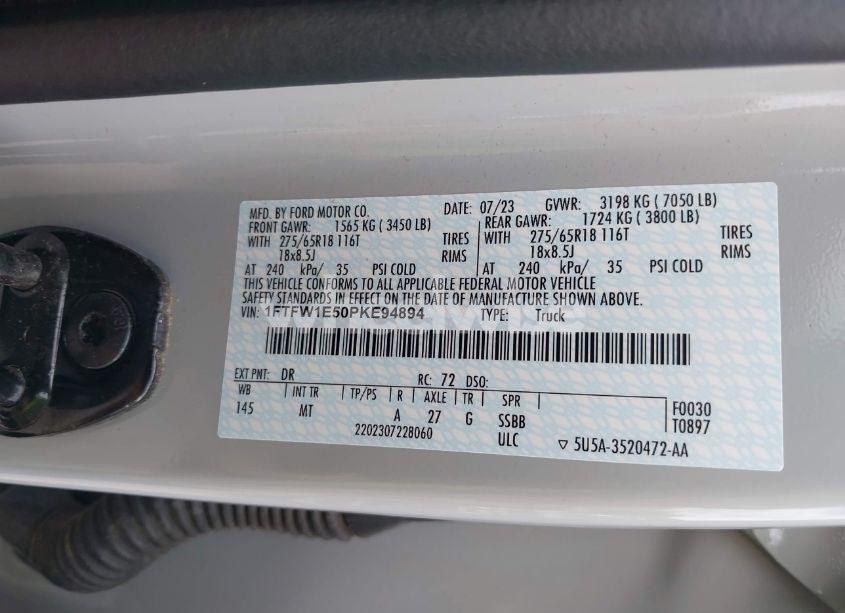 MFD. BY FORD MOTOR CO. DATE: 07/23 GVWR: 3198 KG ( 7050 LB)
FRONT GAWR: 1565 KG ( 3450 LB) REAR GAWR: 1724 KG ( 3800 LB)
WITH 275/65R18 116T TIRES WITH 275/65R18 116T TIRES
18x8.5J RIMS 18x8.5J RIMS
AT 240 kPa/ 35 PSI COLD AT 240 kPa/ 35 PSI COLD
THIS VEHICLE CONFORMS TO ALL APPLICABLE FEDERAL MOTOR VEHICLE
SAFETY STANDARDS IN EFFECT ON THE DATE OF MANUFACTURE SHOWN ABOVE.
VIN: 1FTFW1E50PKE94894 TYPE: Truck
EXT PNT: DR RC: 72 DSO:
WB INT TR TP/PS R AXLE TR SPR F0030
145 MT A 27 G SSBB T0897
2202307228060 ULC ▽ 5U5A-3520472-AA